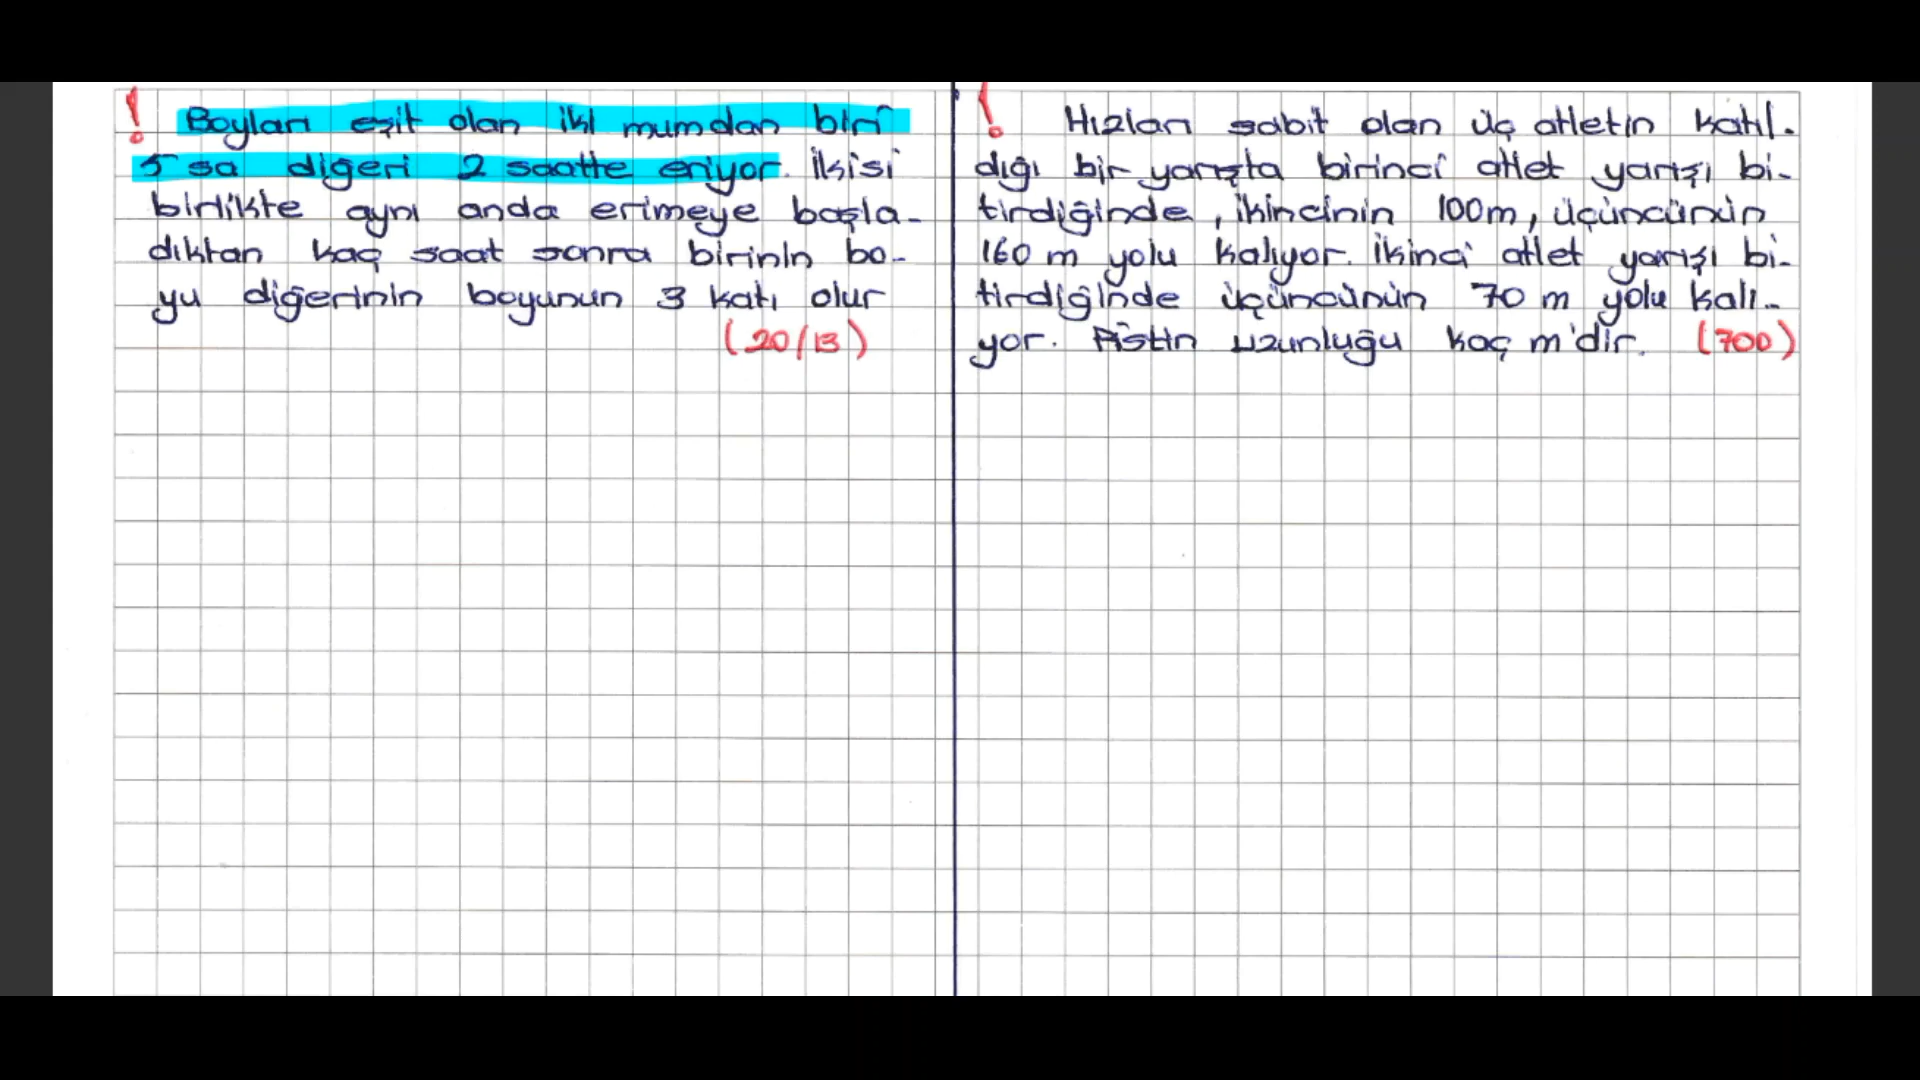 ! Boyları eşit olan iki mumdan biri
5 sa diğeri 2 saatte eriyor. İkisi
birlikte aynı anda erimeye başla-
dıktan kaç saat sonra birinin bo-
yu diğerinin boyunun 3 katı olur
(20/13)
! Hızları sabit olan üç atletin katıl-
dığı bir yarışta birinci atlet yarışı bi-
tirdiğinde, ikincinin 100m, üçüncünün
160 m yolu kalıyor. İkinci atlet yarışı bi-
tirdiğinde üçüncünün 70 m yolu kalı-
yor. Pistin uzunluğu kaç m'dir. (700)